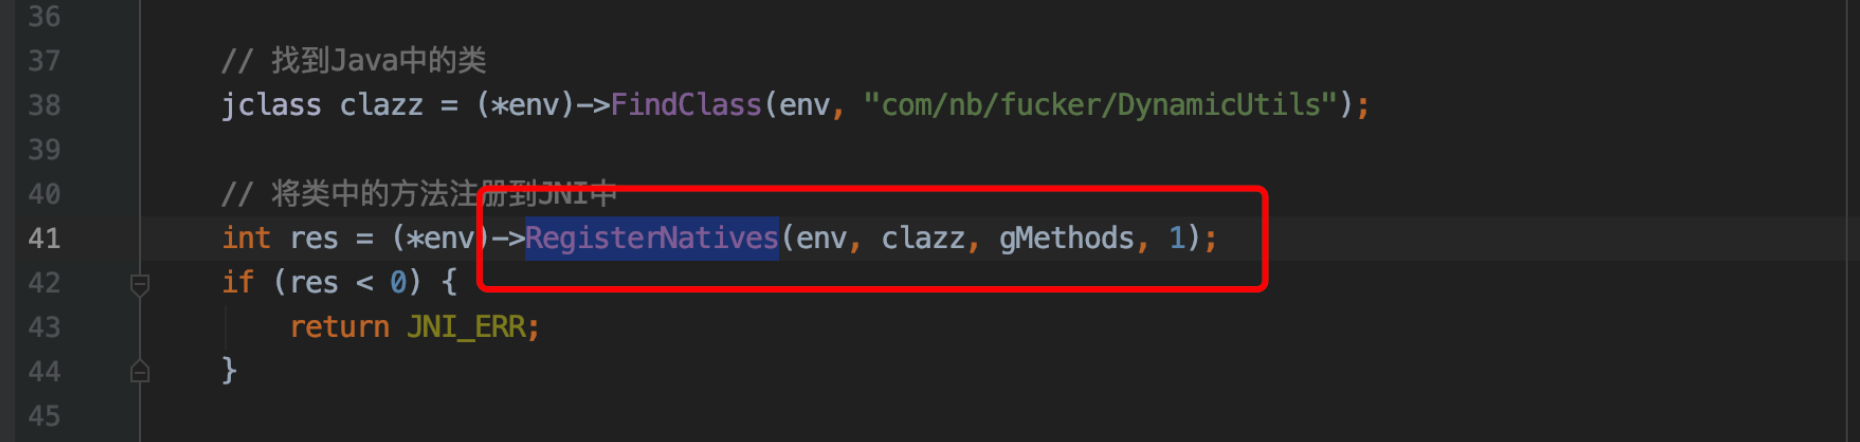 36
37 // 找到Java中的类
38 jclass clazz = (*env)->FindClass(env, "com/nb/fucker/DynamicUtils");
39
40 // 将类中的方法注册到JNI中
41 int res = (*env)->RegisterNatives(env, clazz, gMethods, 1);
42 if (res < 0) {
43 return JNI_ERR;
44 }
45